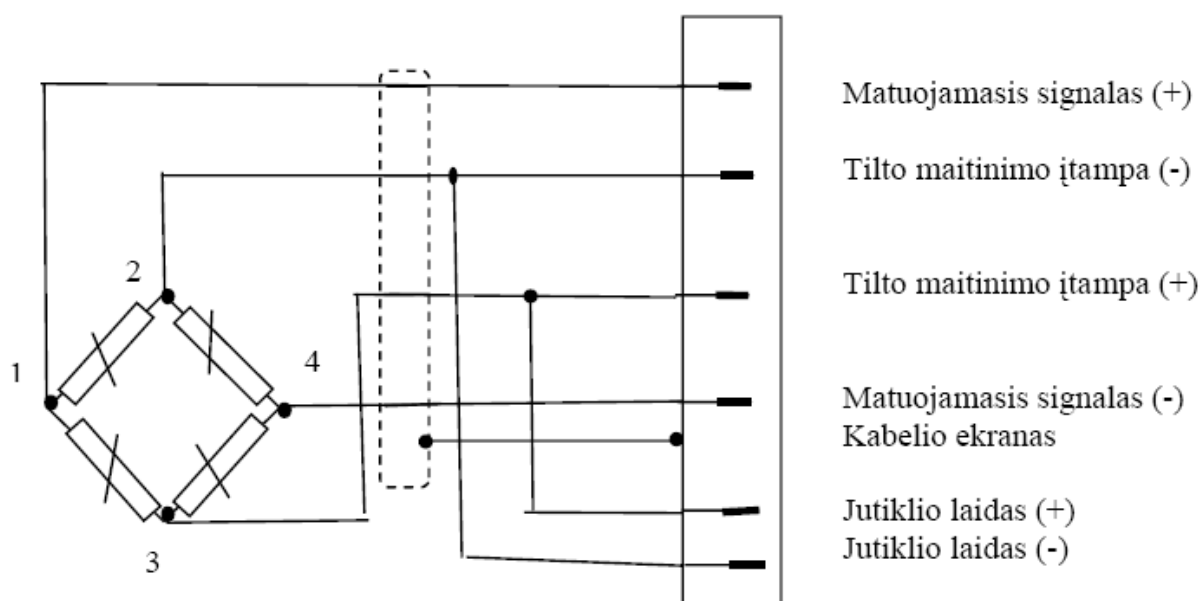 Matuojamasis signalas (+)
Tilto maitinimo įtampa (-)
2
Tilto maitinimo įtampa (+)
1
4
Matuojamasis signalas (-)
Kabelio ekranas
3
Jutiklio laidas (+)
Jutiklio laidas (-)